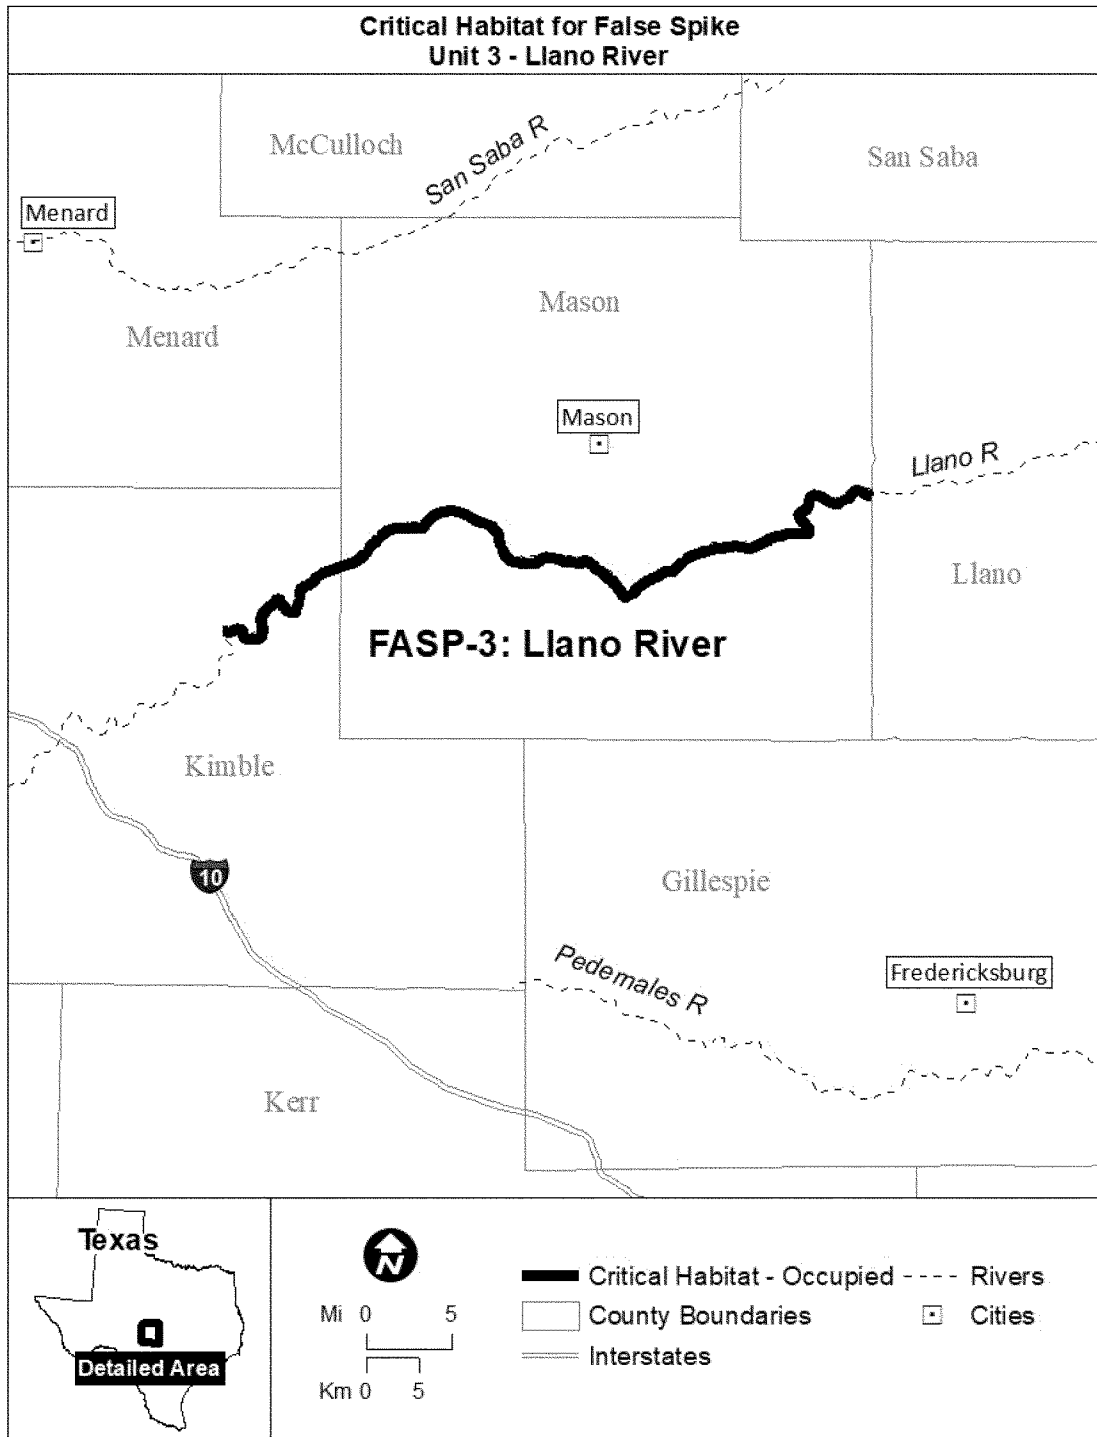 Critical Habitat for False Spike
Unit 3 - Llano River
McCulloch
San Saba R
San Saba
Menard
Mason
Menard
Mason
Llano R
Llano
FASP-3: Llano River
Kimble
10
Gillespie
Pedernales R
Fredericksburg
Kerr
Texas
Detailed Area
N
Mi 0 5
Km 0 5
Critical Habitat - Occupied
Rivers
County Boundaries
Cities
Interstates